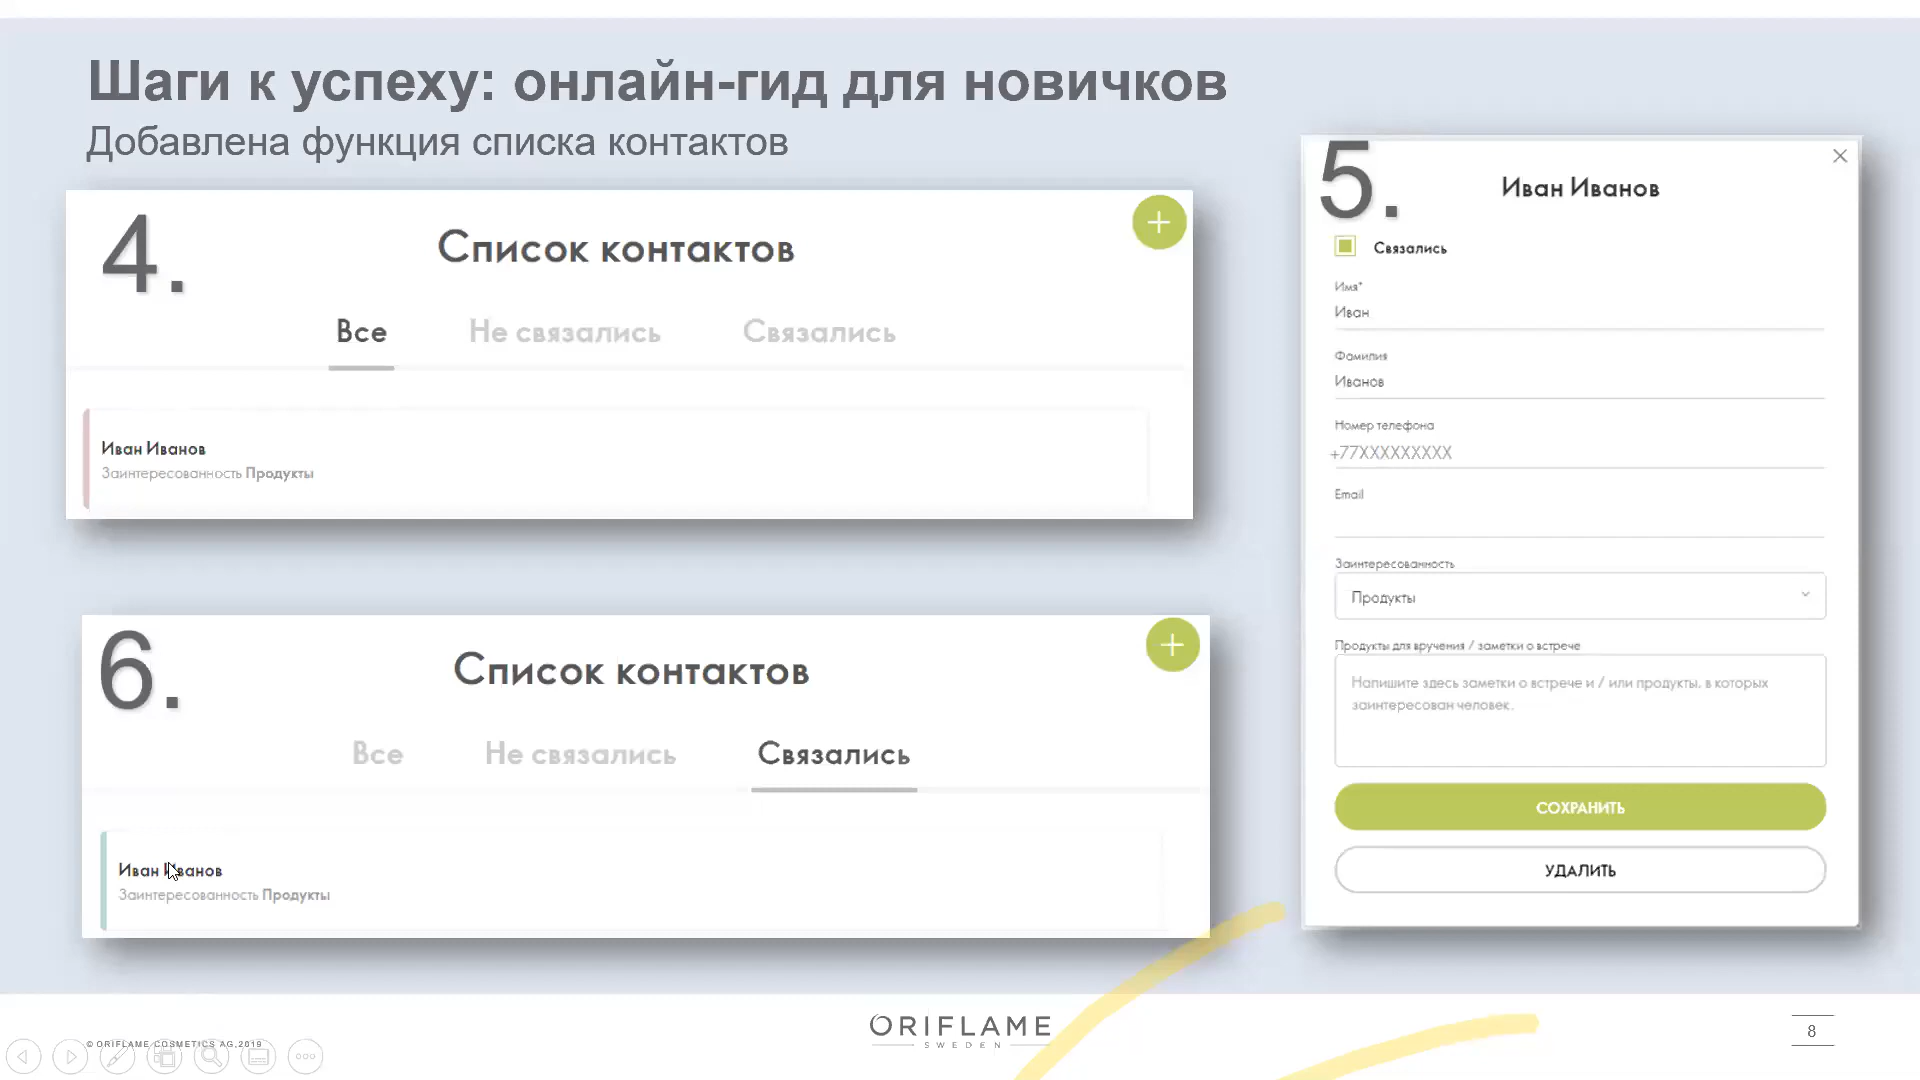 Шаги к успеху: онлайн-гид для новичков
Добавлена функция списка контактов
4.
Список контактов
Все Не связались Связались
Иван Иванов
Заинтересованность Продукты
5.
Иван Иванов
Связались
Имя*
Иван
Фамилия
Иванов
Номер телефона
+77XXXXXXXXX
Email
Заинтересованность
Продукты
Продукты для вручения / заметки о встрече
Напишите здесь заметки о встрече и / или продукты, в которых
заинтересован человек.
СОХРАНИТЬ
УДАЛИТЬ
6.
Список контактов
Все Не связались Связались
Иван Иванов
Заинтересованность Продукты
© ORIFLAME COSMETICS AG, 2019
ORIFLAME
SWEDEN
8